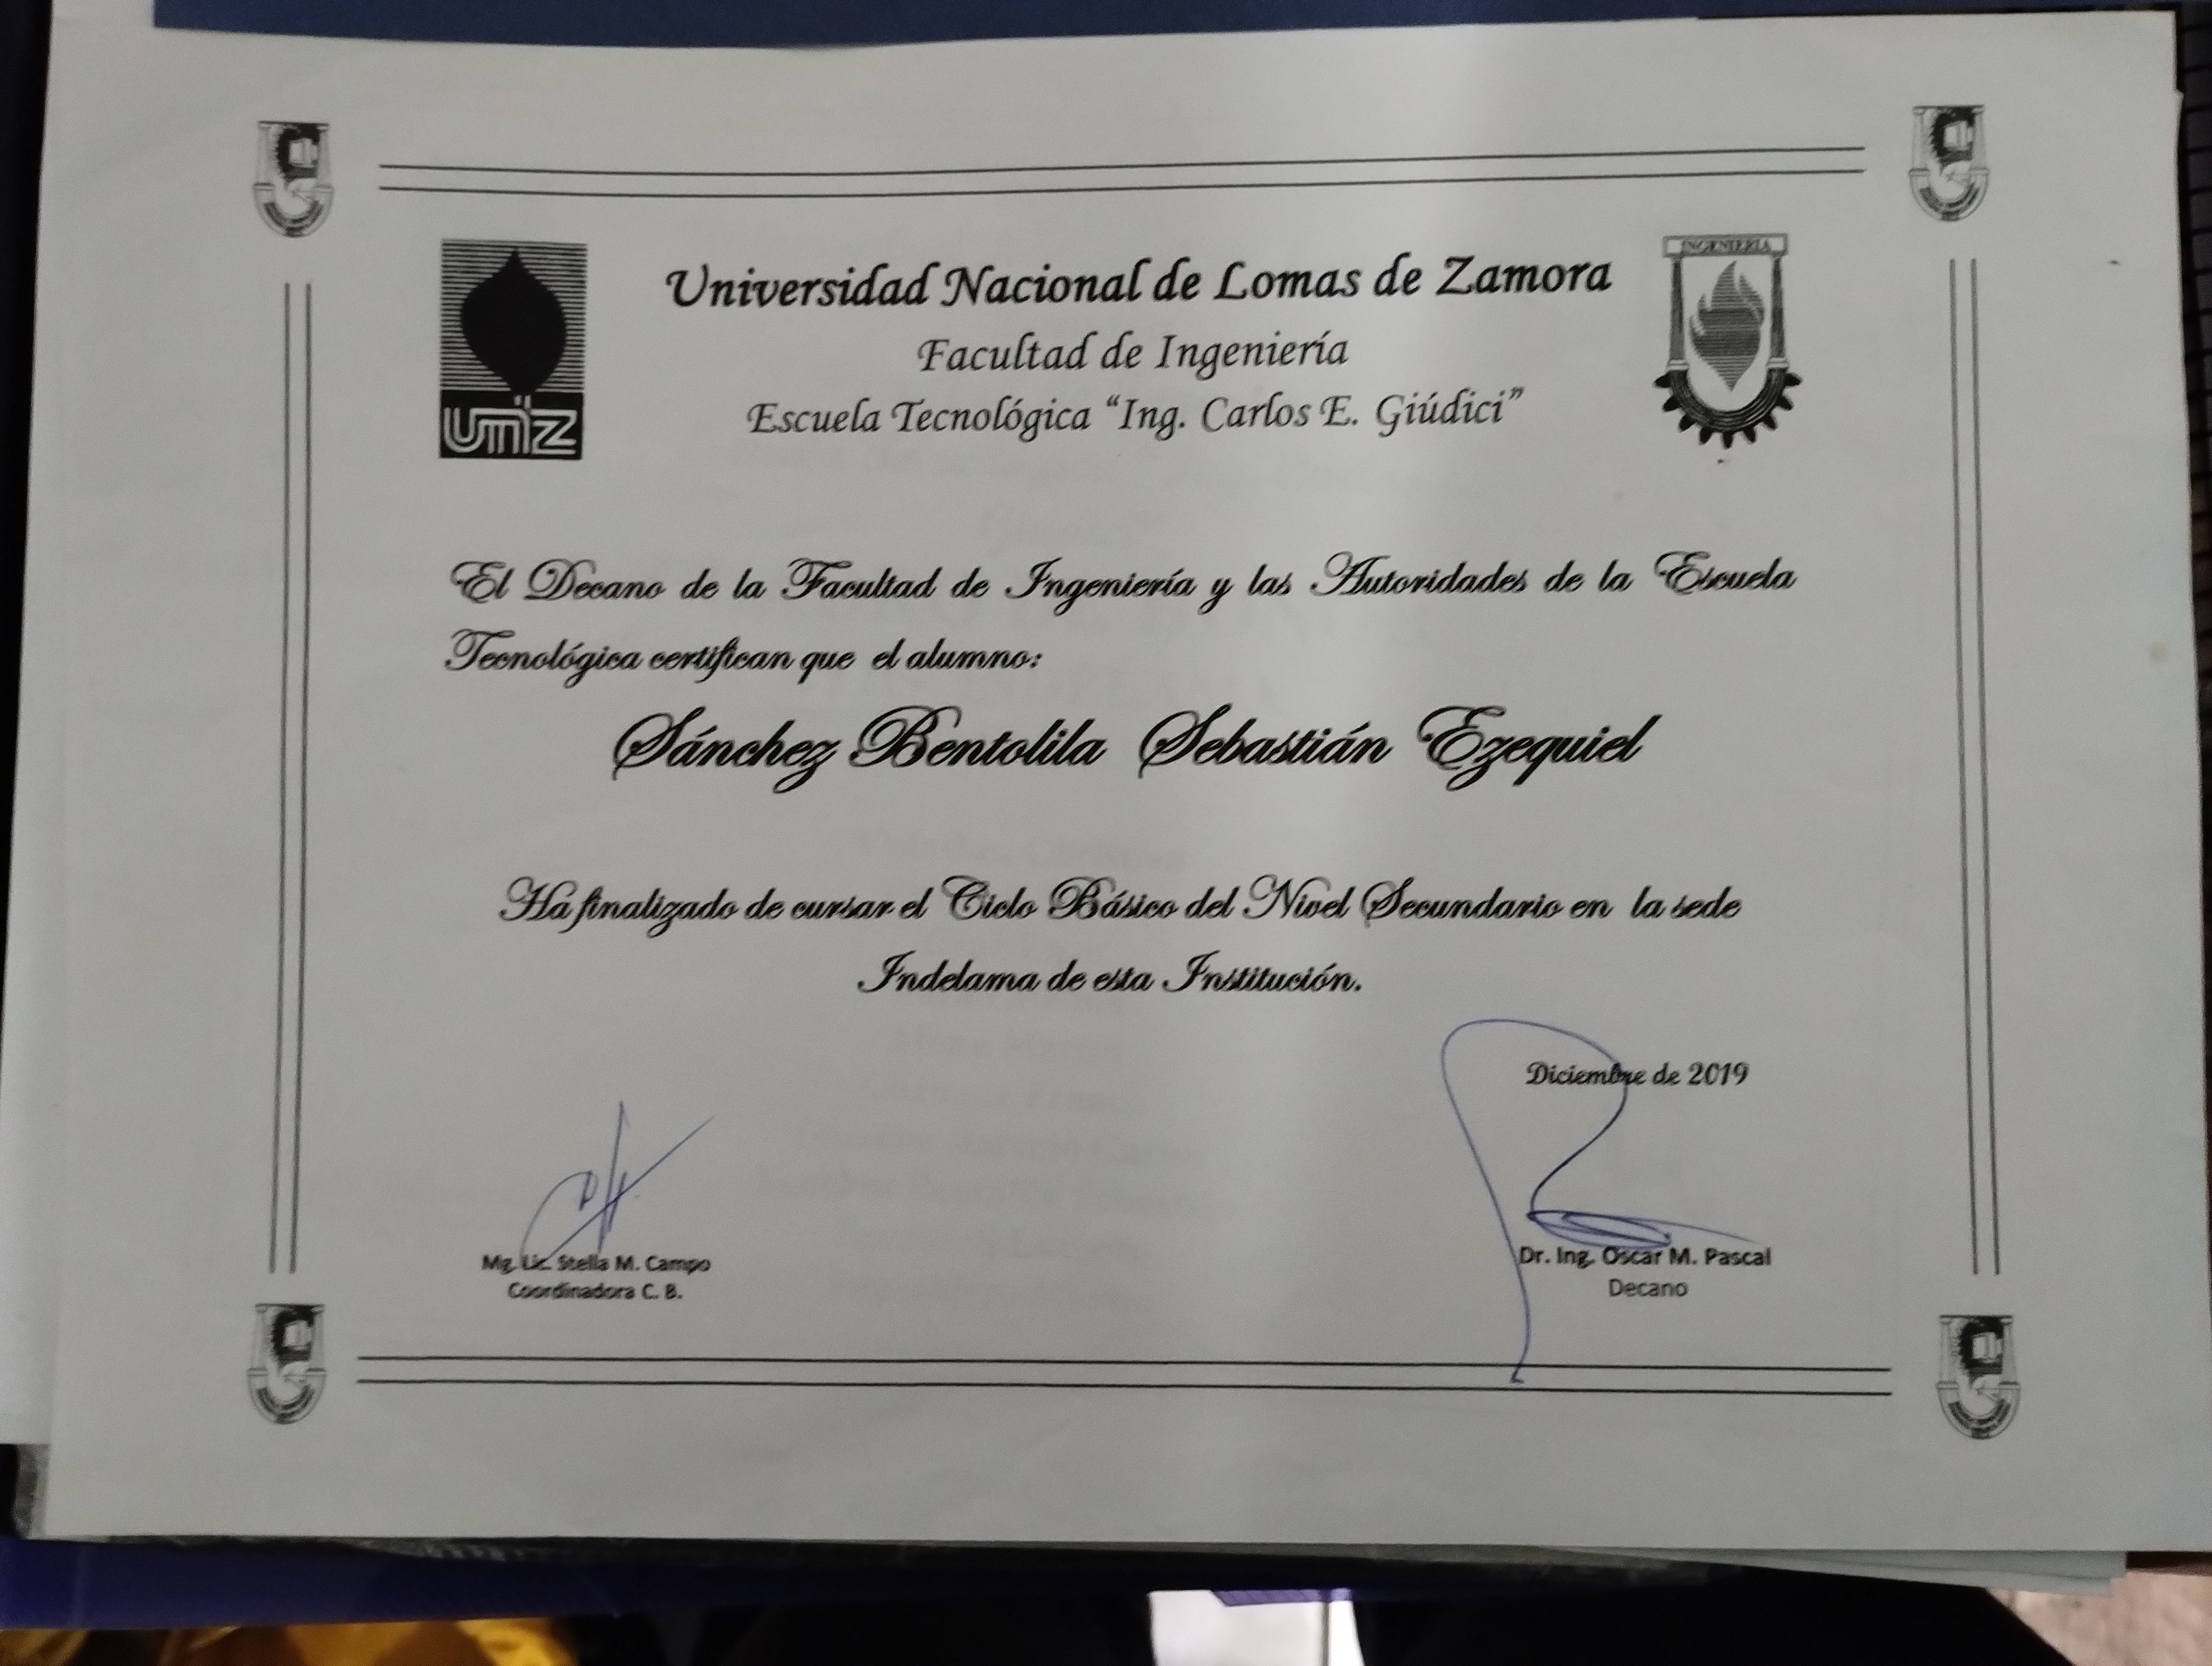 Universidad Nacional de Lomas de Zamora
Facultad de Ingeniería
Escuela Tecnológica “Ing. Carlos E. Giúdici”
INGENIERIA
unlz
El Decano de la Facultad de Ingeniería y las Autoridades de la Escuela
Tecnológica certifican que el alumno:
Sánchez Bentolila Sebastián Ezequiel
Ha finalizado de cursar el Ciclo Básico del Nivel Secundario en la sede
Indelama de esta Institución.
Diciembre de 2019
Mg. Lic. Stella M. Campo
Coordinadora C. B.
Dr. Ing. Oscar M. Pascal
Decano